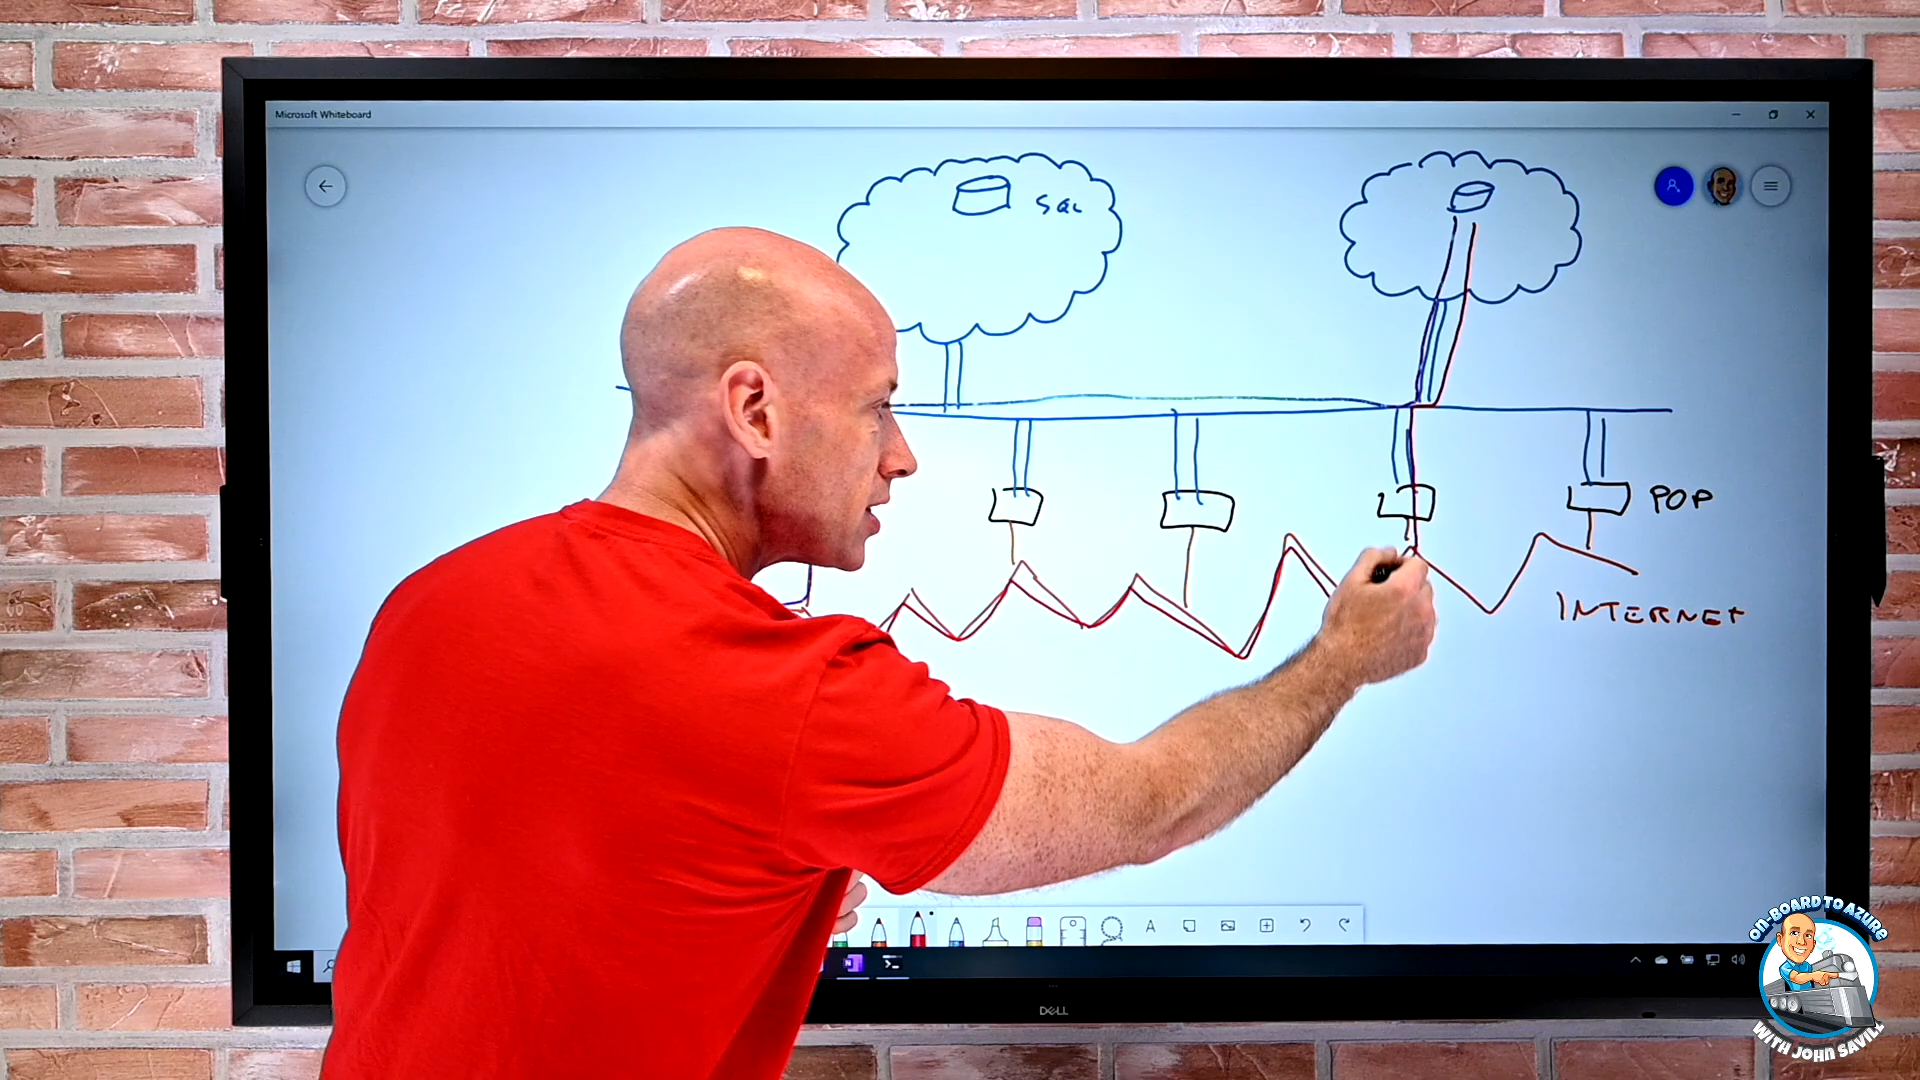 Microsoft Whiteboard
SQL
POP
INTERNET
A
DELL
ON-BOARD TO AZURE
WITH JOHN SAVILL